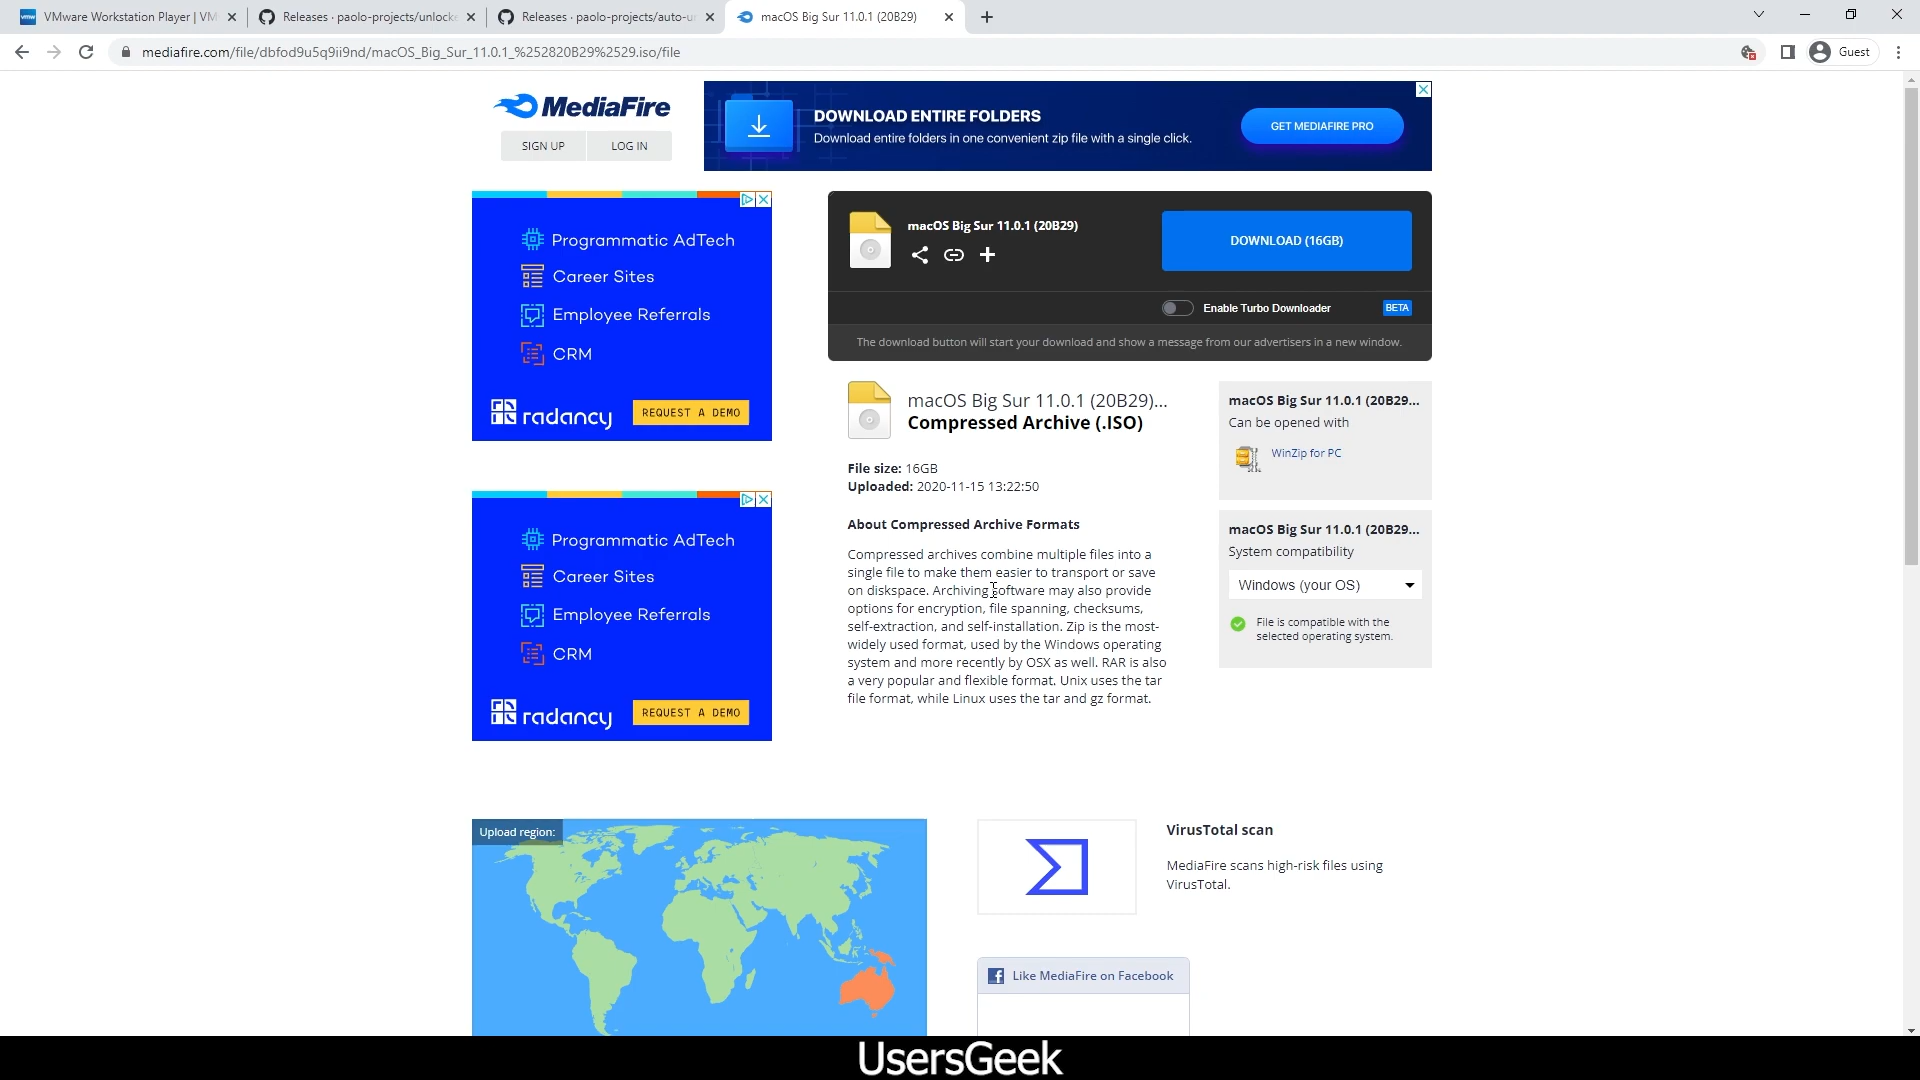 VMware Workstation Player | VM
Releases · paolo-projects/unlocke
Releases · paolo-projects/auto-u
macOS Big Sur 11.0.1 (20B29)
mediafire.com/file/dbfod9u5q9ii9nd/macOS_Big_Sur_11.0.1_%252820B29%2529.iso/file
Guest
MediaFire
SIGN UP
LOG IN
DOWNLOAD ENTIRE FOLDERS
Download entire folders in one convenient zip file with a single click.
GET MEDIAFIRE PRO
Programmatic AdTech
Career Sites
Employee Referrals
CRM
radancy
REQUEST A DEMO
macOS Big Sur 11.0.1 (20B29)
DOWNLOAD (16GB)
Enable Turbo Downloader
BETA
The download button will start your download and show a message from our advertisers in a new window.
macOS Big Sur 11.0.1 (20B29)...
Compressed Archive (.ISO)
File size: 16GB
Uploaded: 2020-11-15 13:22:50
About Compressed Archive Formats
Compressed archives combine multiple files into a
single file to make them easier to transport or save
on diskspace. Archiving software may also provide
options for encryption, file spanning, checksums,
self-extraction, and self-installation. Zip is the most-
widely used format, used by the Windows operating
system and more recently by OSX as well. RAR is also
a very popular and flexible format. Unix uses the tar
file format, while Linux uses the tar and gz format.
macOS Big Sur 11.0.1 (20B29...
Can be opened with
WinZip for PC
macOS Big Sur 11.0.1 (20B29...
System compatibility
Windows (your OS)
File is compatible with the
selected operating system.
Programmatic AdTech
Career Sites
Employee Referrals
CRM
radancy
REQUEST A DEMO
Upload region:
VirusTotal scan
MediaFire scans high-risk files using
VirusTotal.
Like MediaFire on Facebook
UsersGeek